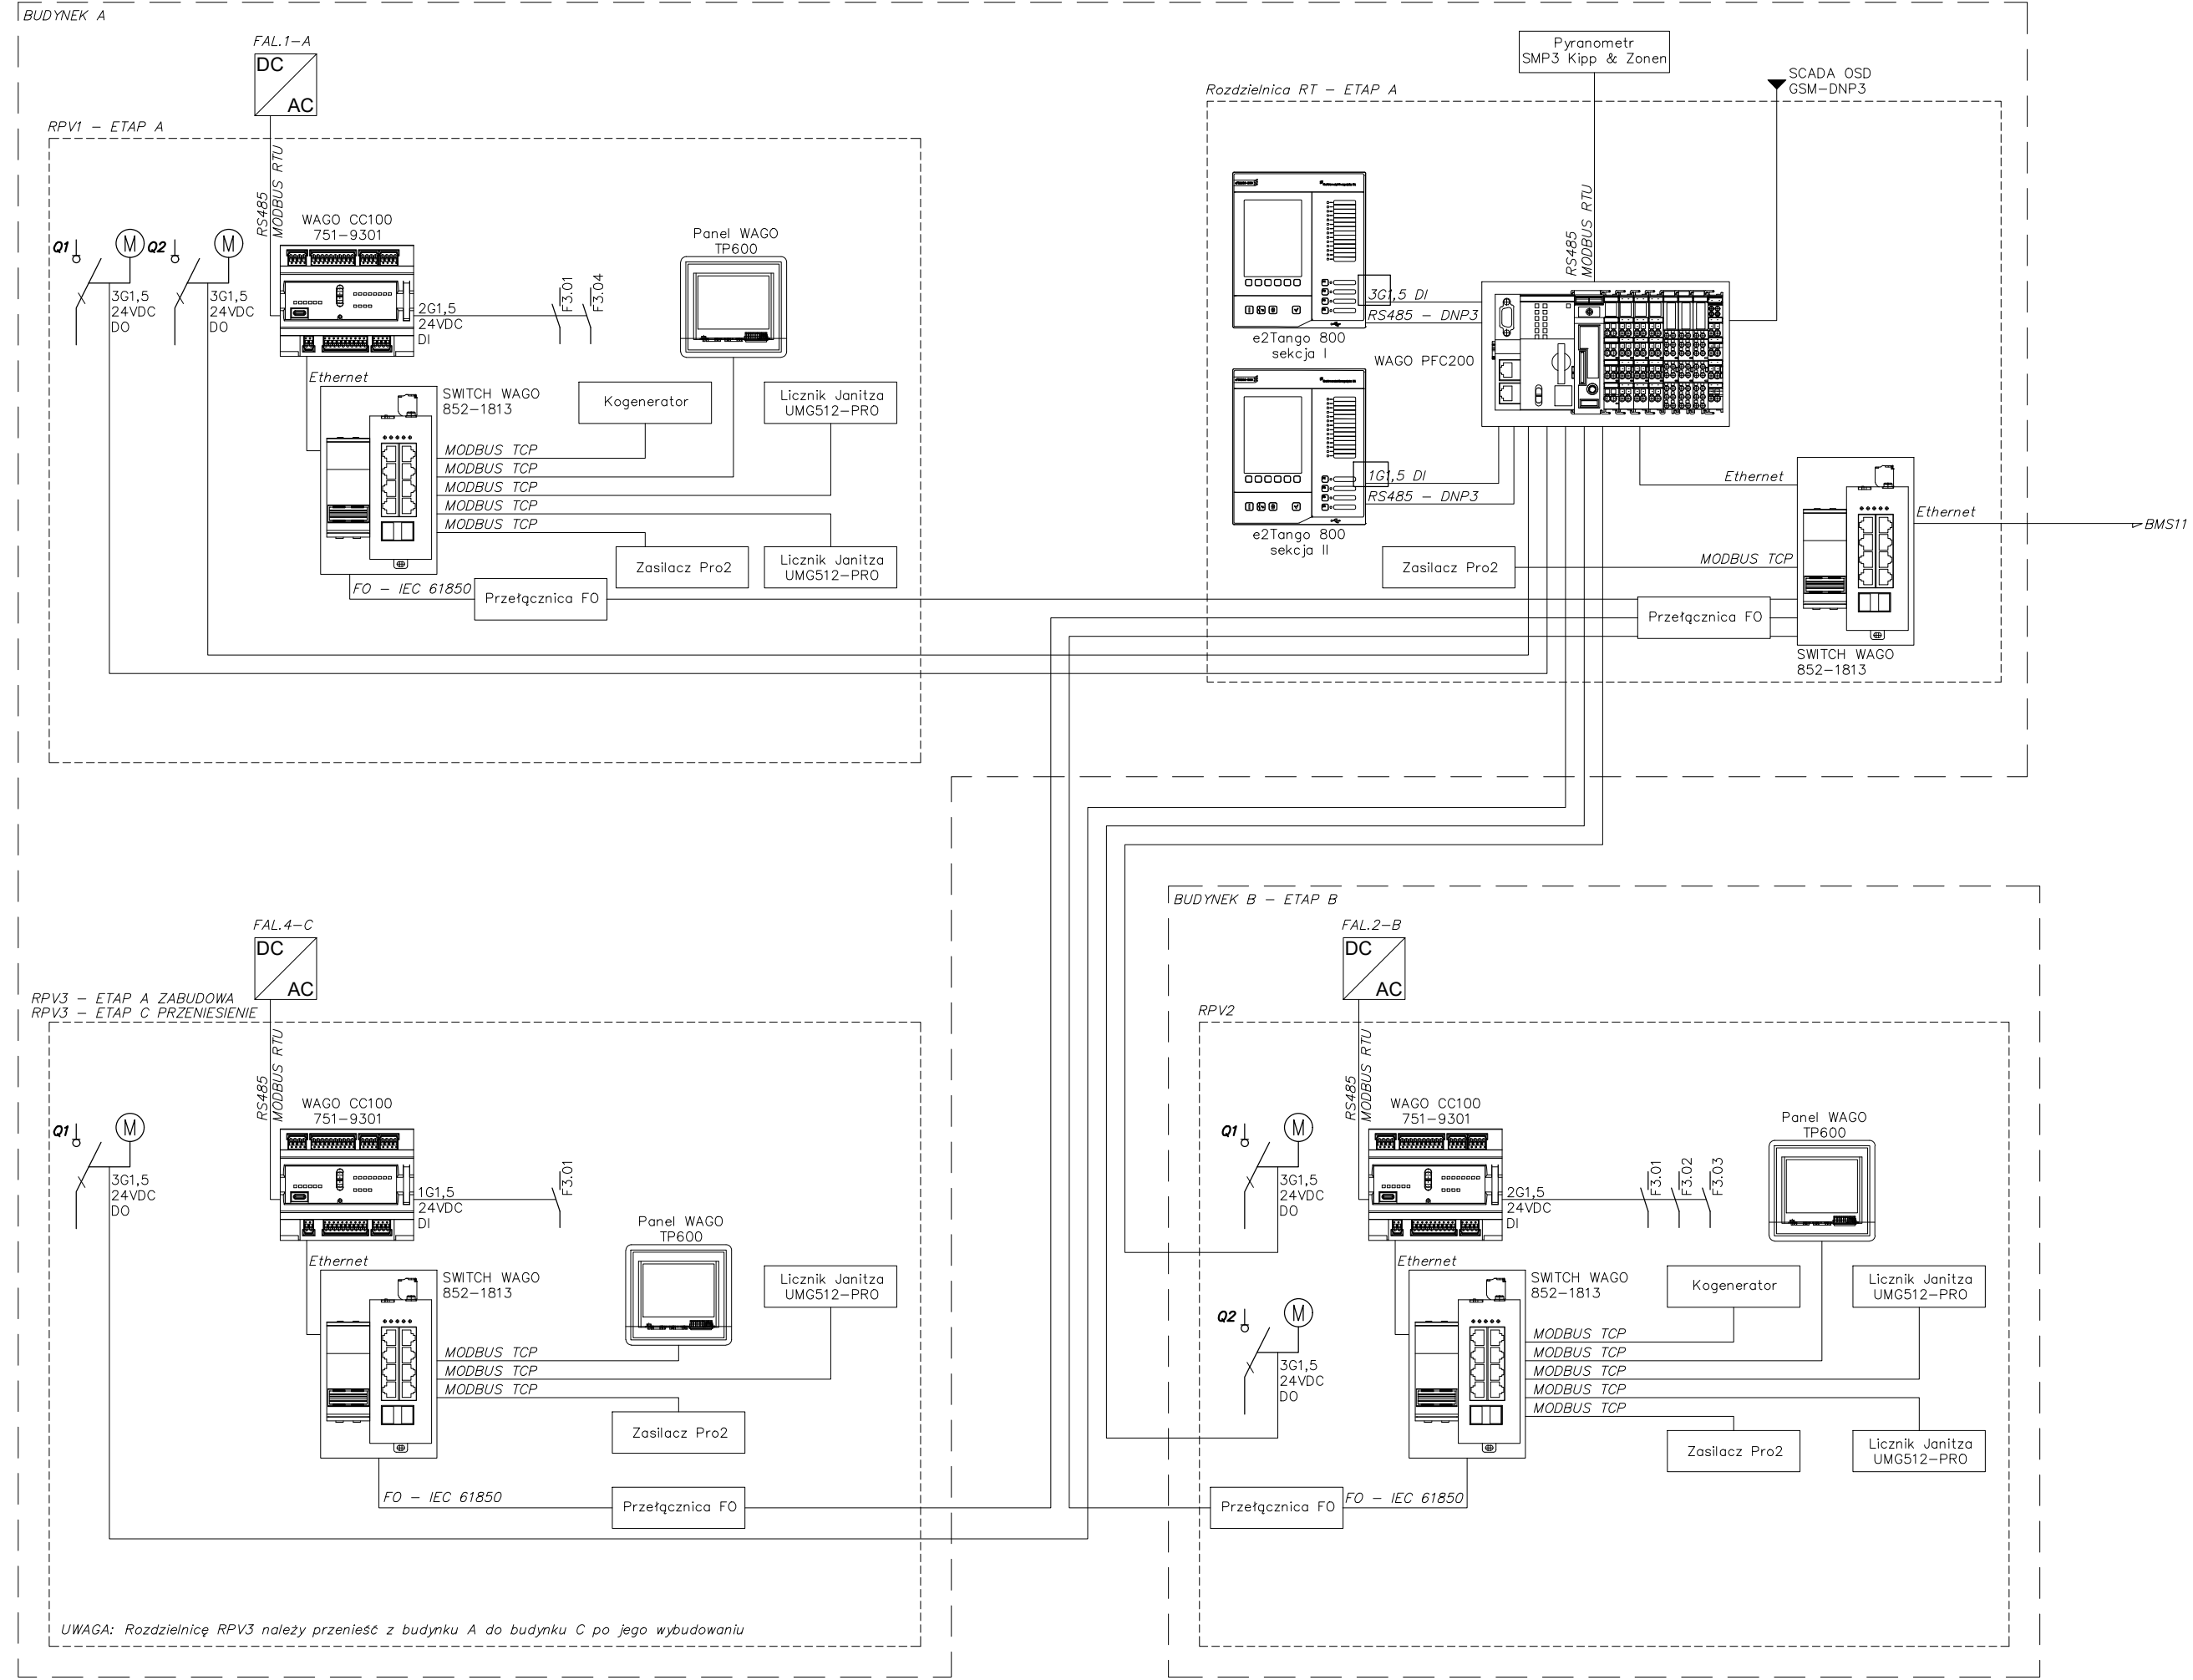 BUDYNEK A
FAL.1-A
DC
AC
RPV1 - ETAP A
RS485
MODBUS RTU
WAGO CC100
751-9301
Q1
M
Q2
M
3G1,5
24VDC
DO
3G1,5
24VDC
DO
2G1,5
24VDC
DI
F3.01
F3.04
Panel WAGO
TP600
Ethernet
SWITCH WAGO
852-1813
Kogenerator
Licznik Janitza
UMG512-PRO
MODBUS TCP
MODBUS TCP
MODBUS TCP
MODBUS TCP
MODBUS TCP
Zasilacz Pro2
Licznik Janitza
UMG512-PRO
FO - IEC 61850
Przełącznica FO
Pyranometr
SMP3 Kipp & Zonen
SCADA OSD
GSM-DNP3
Rozdzielnica RT - ETAP A
RS485
MODBUS RTU
3G1,5 DI
RS485 - DNP3
e2Tango 800
sekcja I
WAGO PFC200
1G1,5 DI
RS485 - DNP3
e2Tango 800
sekcja II
Ethernet
Ethernet
BMS11
Zasilacz Pro2
MODBUS TCP
Przełącznica FO
SWITCH WAGO
852-1813
FAL.4-C
DC
AC
RPV3 - ETAP A ZABUDOWA
RPV3 - ETAP C PRZENIESIENIE
RS485
MODBUS RTU
WAGO CC100
751-9301
Q1
M
3G1,5
24VDC
DO
1G1,5
24VDC
DI
F3.01
Panel WAGO
TP600
Ethernet
SWITCH WAGO
852-1813
Licznik Janitza
UMG512-PRO
MODBUS TCP
MODBUS TCP
MODBUS TCP
Zasilacz Pro2
FO - IEC 61850
Przełącznica FO
UWAGA: Rozdzielnicę RPV3 należy przenieść z budynku A do budynku C po jego wybudowaniu
BUDYNEK B - ETAP B
FAL.2-B
DC
AC
RPV2
RS485
MODBUS RTU
WAGO CC100
751-9301
Q1
M
3G1,5
24VDC
DO
2G1,5
24VDC
DI
F3.01
F3.02
F3.03
Panel WAGO
TP600
Ethernet
SWITCH WAGO
852-1813
Kogenerator
Licznik Janitza
UMG512-PRO
Q2
M
3G1,5
24VDC
DO
MODBUS TCP
MODBUS TCP
MODBUS TCP
MODBUS TCP
MODBUS TCP
Zasilacz Pro2
Licznik Janitza
UMG512-PRO
Przełącznica FO
FO - IEC 61850